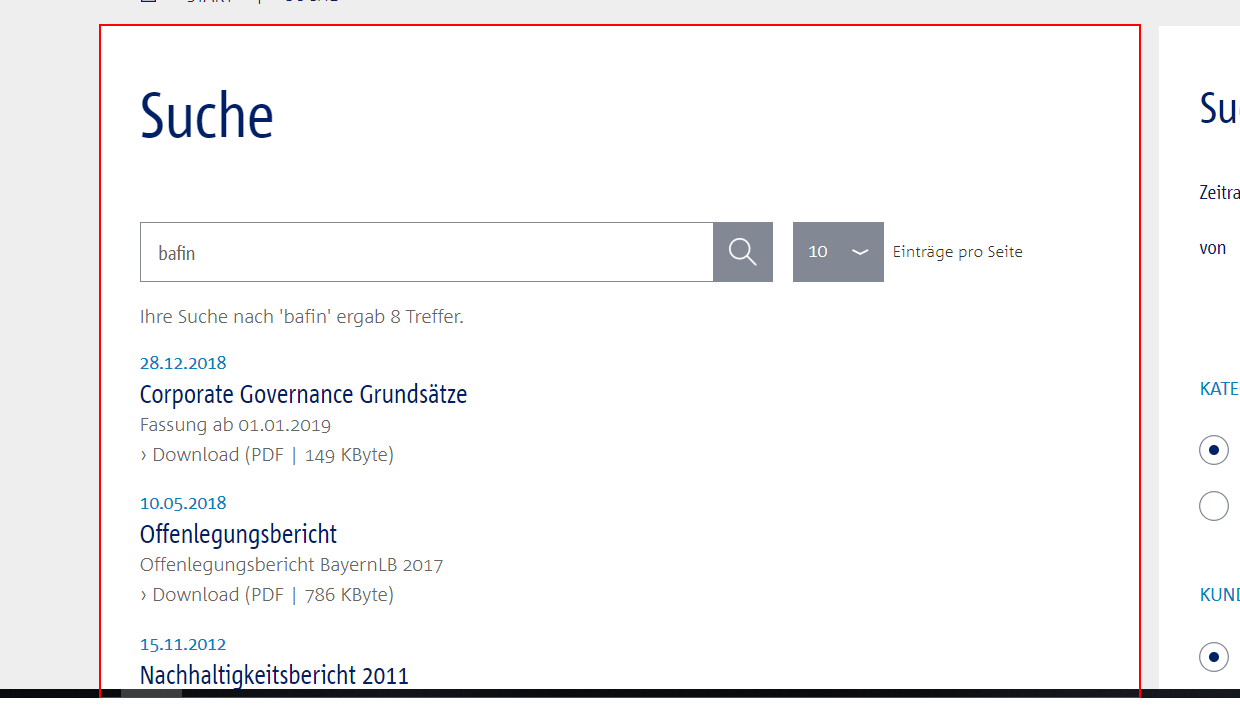 START | SUCHE
Suche
bafin
10
Einträge pro Seite
Ihre Suche nach 'bafin' ergab 8 Treffer.
28.12.2018
Corporate Governance Grundsätze
Fassung ab 01.01.2019
› Download (PDF | 149 KByte)
10.05.2018
Offenlegungsbericht
Offenlegungsbericht BayernLB 2017
› Download (PDF | 786 KByte)
15.11.2012
Nachhaltigkeitsbericht 2011
Su
Zeitra
von
KATE
KUND